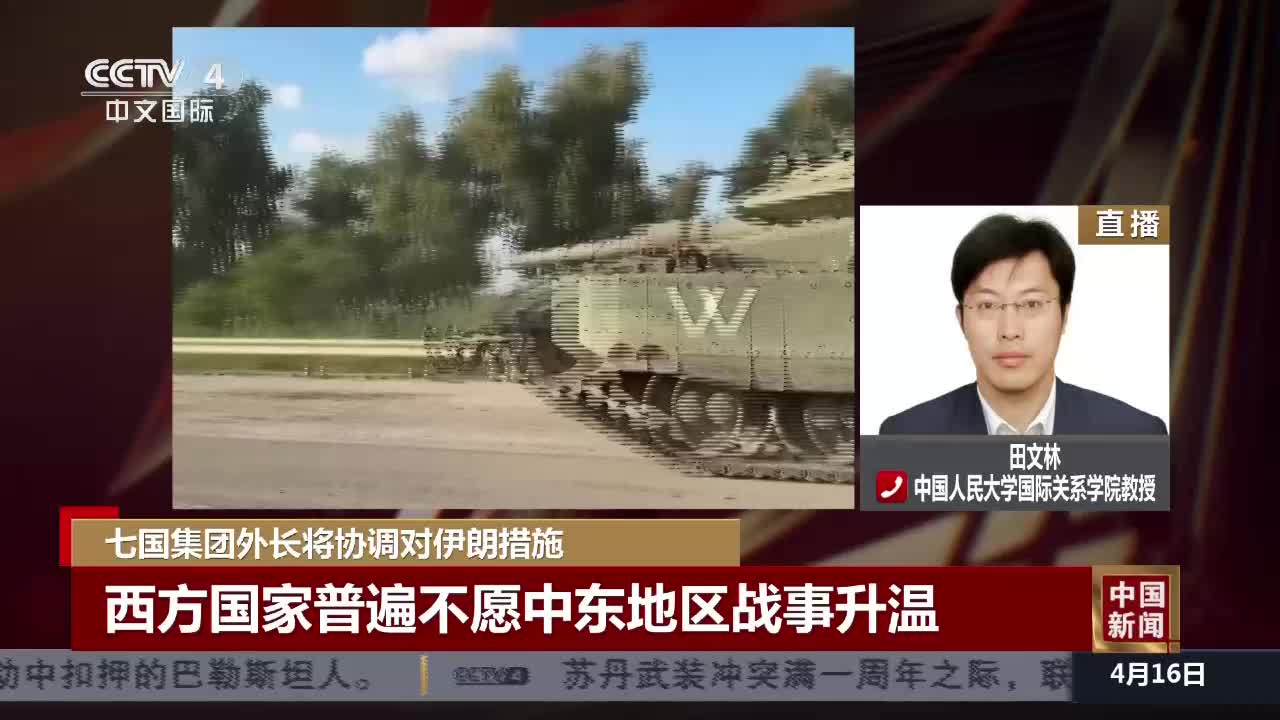 CCTV 4
中文国际
W
直播
田文林
中国人民大学国际关系学院教授
七国集团外长将协调对伊朗措施
西方国家普遍不愿中东地区战事升温
中国
新闻
动中扣押的巴勒斯坦人。 CCTV4 苏丹武装冲突满一周年之际，联
4月16日